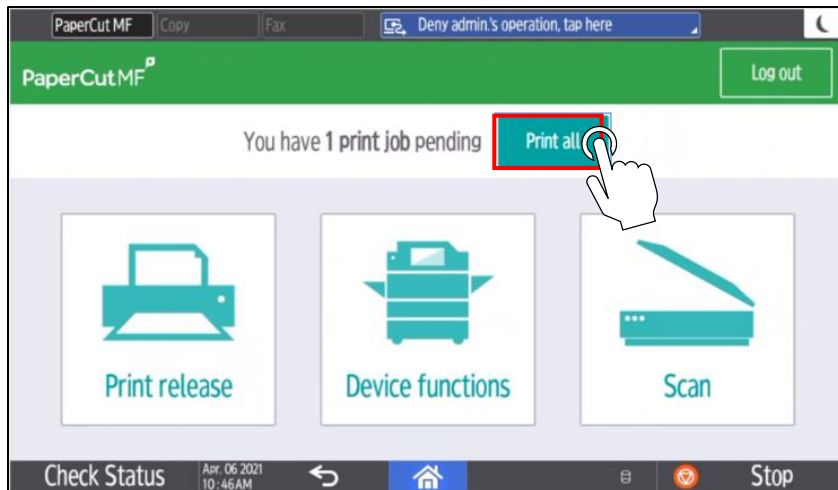 PaperCut MF Copy Fax Deny admin.'s operation, tap here
PaperCutMF Log out
You have 1 print job pending Print all
Print release Device functions Scan
Check Status Apr. 06 2021 10:46AM Stop